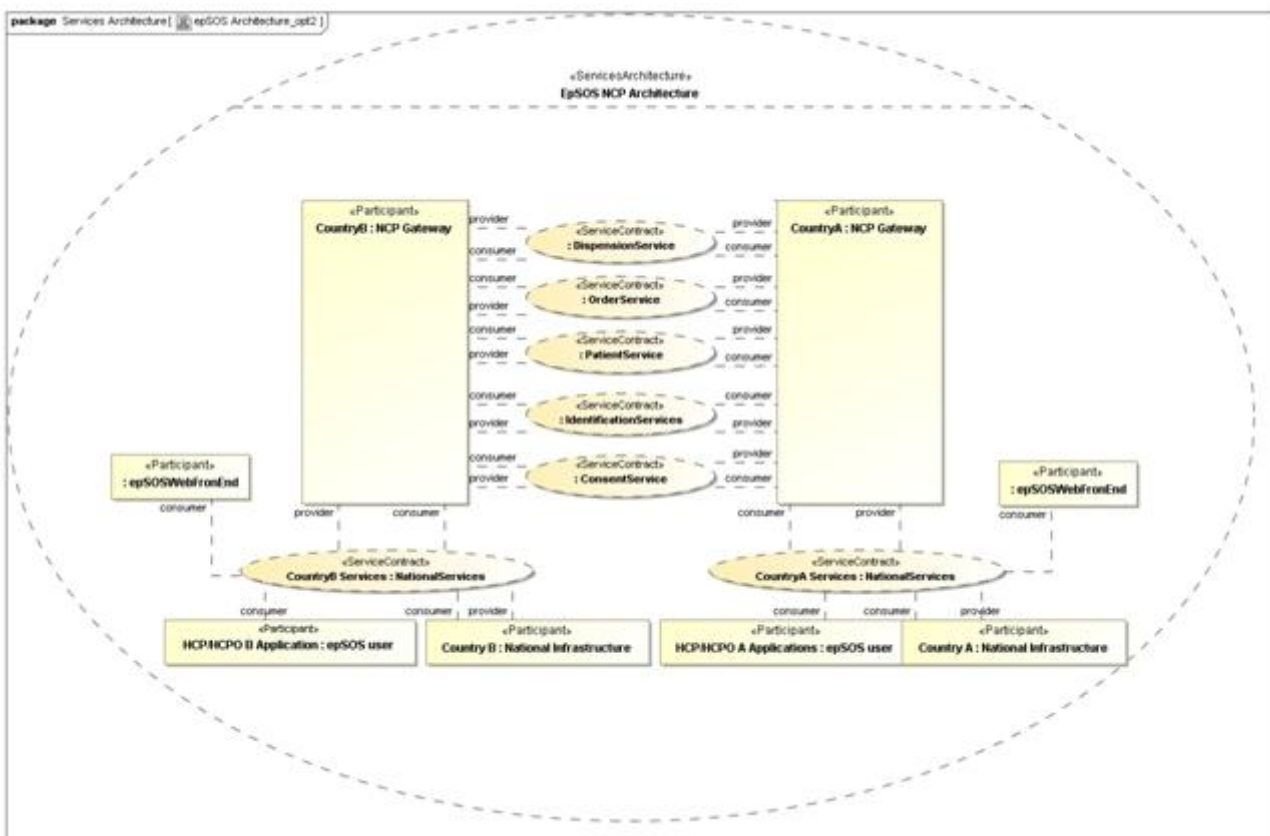 package Services Architecture[ epSOS Architecture_opt2 ]
«ServicesArchitecture»
EpSOS NCP Architecture
«Participant»
CountryB : NCP Gateway
«Participant»
CountryA : NCP Gateway
provider
consumer
«ServiceContract»
: DispensionService
provider
consumer
consumer
provider
«ServiceContract»
: OrderService
provider
consumer
consumer
provider
«ServiceContract»
: PatientService
provider
consumer
consumer
provider
«ServiceContract»
: IdentificationServices
consumer
provider
consumer
provider
«ServiceContract»
: ConsentService
provider
consumer
«Participant»
: epSOSWebFronEnd
consumer
«Participant»
: epSOSWebFronEnd
consumer
provider
consumer
consumer
provider
«ServiceContract»
CountryB Services : NationalServices
«ServiceContract»
CountryA Services : NationalServices
consumer
consumer
provider
consumer
consumer
provider
«Participant»
HCP/HCPO B Application : epSOS user
«Participant»
Country B : National Infrastructure
«Participant»
HCP/HCPO A Applications : epSOS user
«Participant»
Country A : National Infrastructure